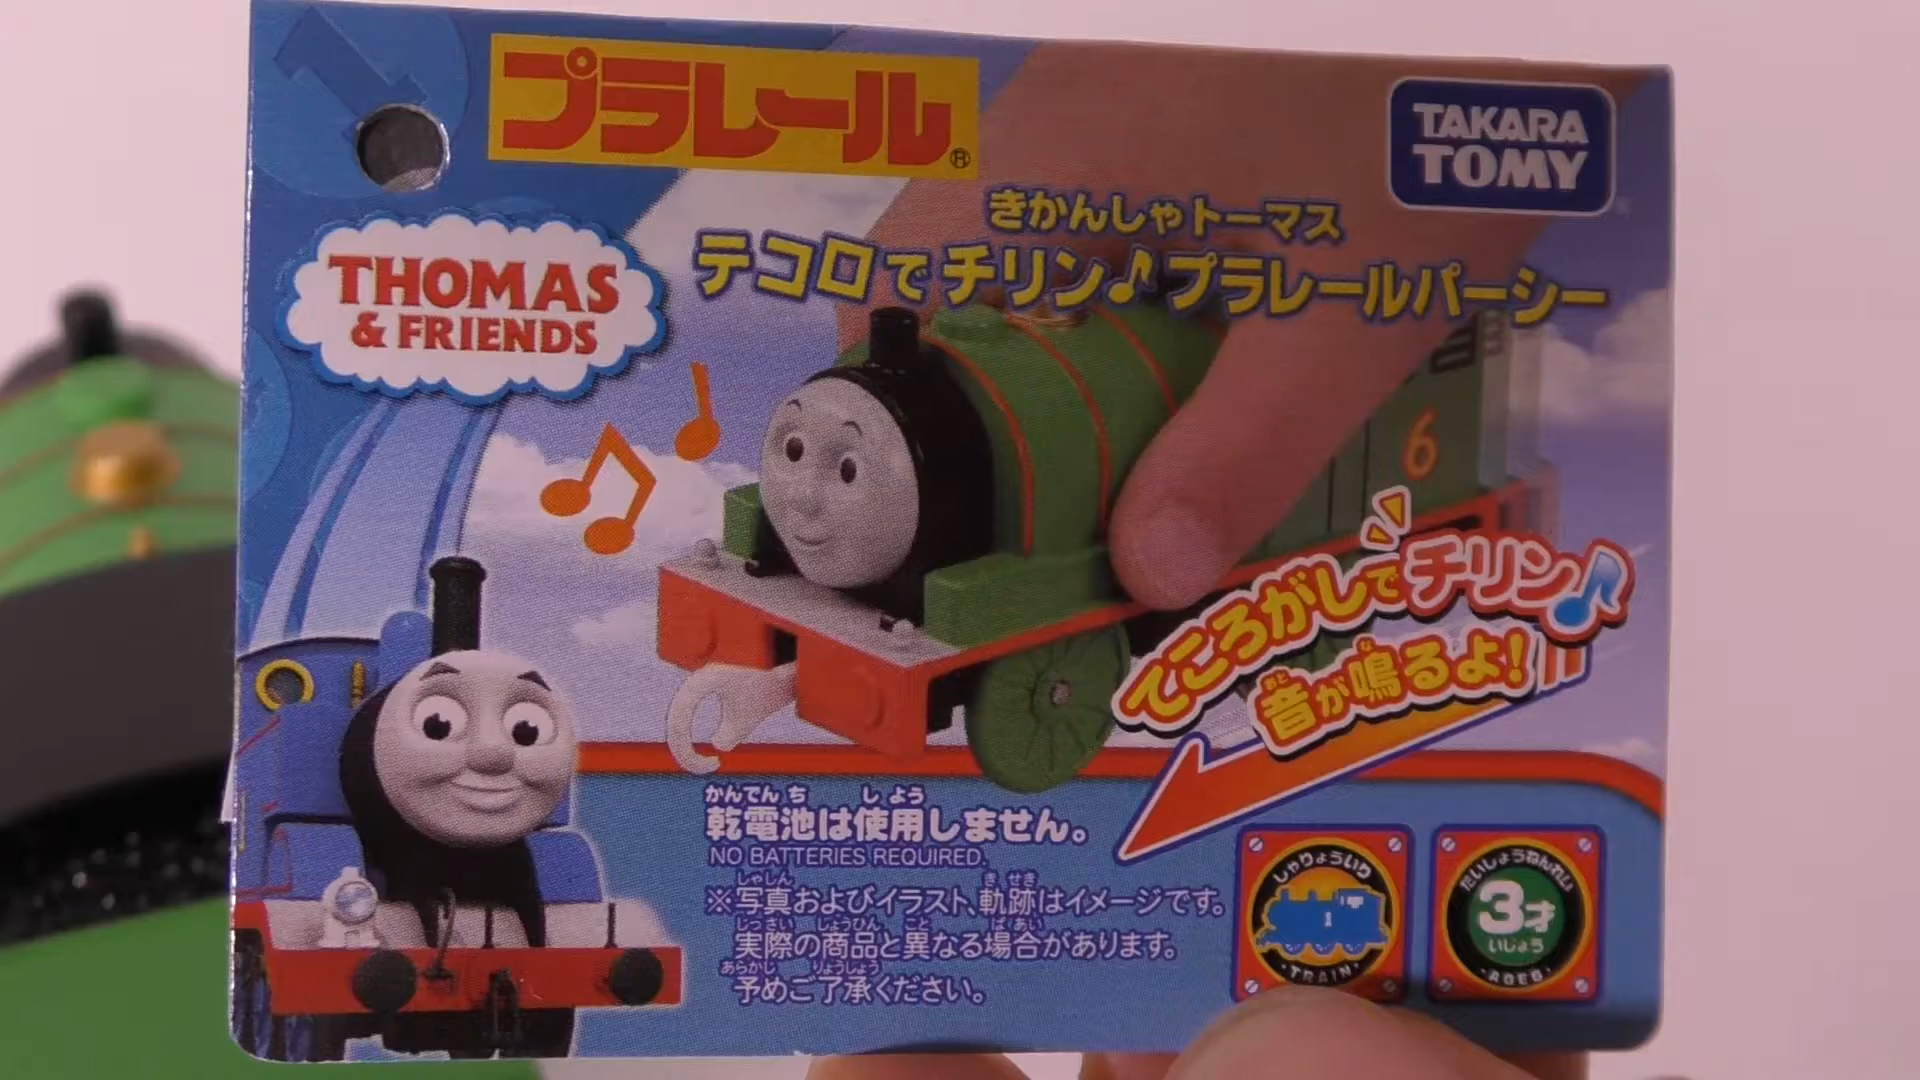 プラレール®
TAKARA
TOMY
THOMAS
& FRIENDS
きかんしゃトーマス
テコロでチリン♪プラレールパーシー
6
てころがしでチリン♪
おと な
音が鳴るよ!
かんでんち しよう
乾電池は使用しません。
NO BATTERIES REQUIRED.
しゃしん きせき
※写真およびイラスト、軌跡はイメージです。
じっさい しょうひん こと ばあい
実際の商品と異なる場合があります。
あらかじ りょうしょう
予めご了承ください。
しゃりょういり
1
・TRAIN・
たいしょうねんれい
3才
いじょう
・AGES・